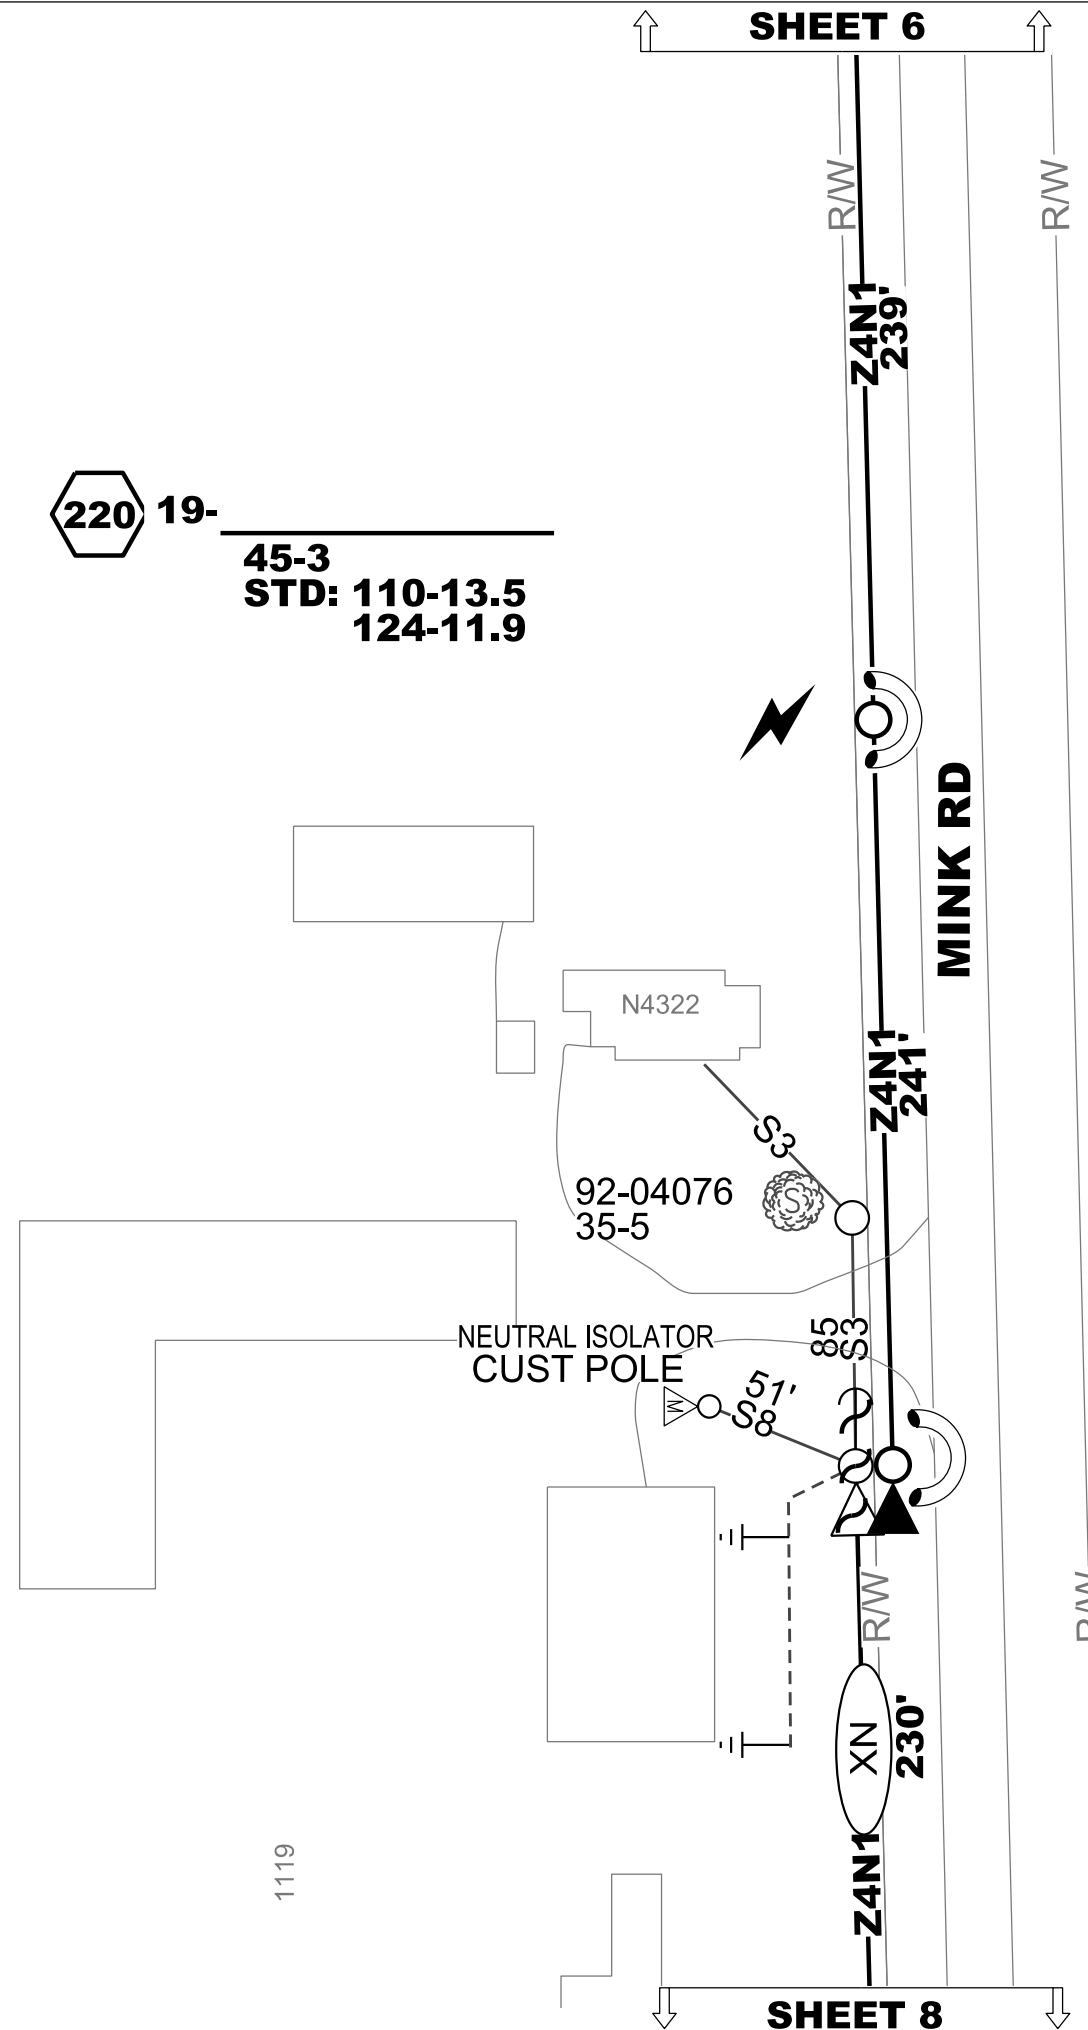 SHEET 6
R/W
R/W
Z4N1
239'
220
19-
45-3
STD: 110-13.5
124-11.9
MINK RD
N4322
Z4N1
241'
S3
92-04076
35-5
S
85
S3
NEUTRAL ISOLATOR
CUST POLE
51'
S8
M
R/W
R/W
XN
230'
Z4N1
1119
SHEET 8